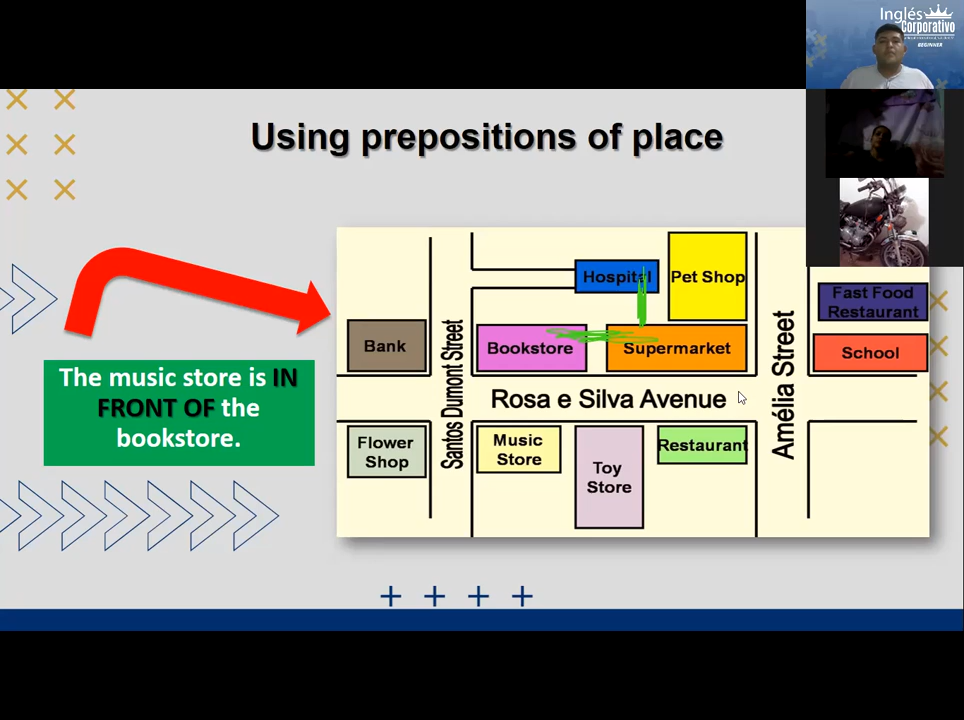 Inglés
Corporativo
BEGINNER
Using prepositions of place
The music store is IN
FRONT OF the
bookstore.
Hospital
Pet Shop
Fast Food
Restaurant
Bank
Bookstore
Supermarket
School
Santos Dumont Street
Rosa e Silva Avenue
Amélia Street
Flower
Shop
Music
Store
Toy
Store
Restaurant